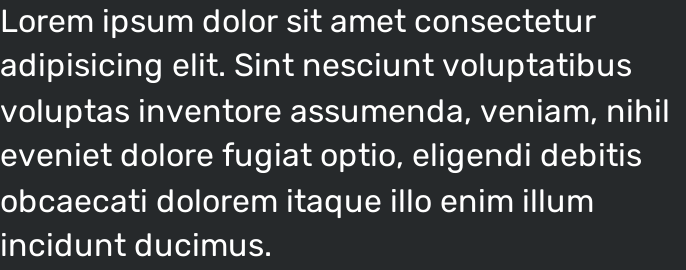 Lorem ipsum dolor sit amet consectetur
adipisicing elit. Sint nesciunt voluptatibus
voluptas inventore assumenda, veniam, nihil
eveniet dolore fugiat optio, eligendi debitis
obcaecati dolorem itaque illo enim illum
incidunt ducimus.